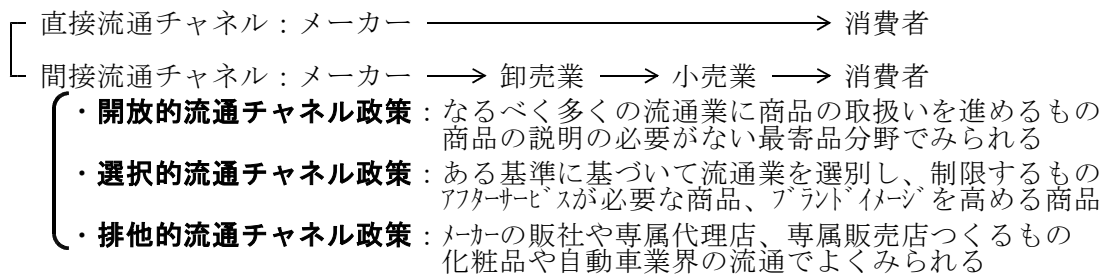 直接流通チャネル：メーカー ――――→ 消費者
間接流通チャネル：メーカー → 卸売業 → 小売業 → 消費者
・開放的流通チャネル政策：なるべく多くの流通業に商品の取扱いを進めるもの
商品の説明の必要がない最寄品分野でみられる
・選択的流通チャネル政策：ある基準に基づいて流通業を選別し、制限するもの
ｱﾌﾀｰｻｰﾋﾞｽが必要な商品、ﾌﾞﾗﾝﾄﾞｲﾒｰｼﾞを高める商品
・排他的流通チャネル政策：ﾒｰｶｰの販社や専属代理店、専属販売店つくるもの
化粧品や自動車業界の流通でよくみられる